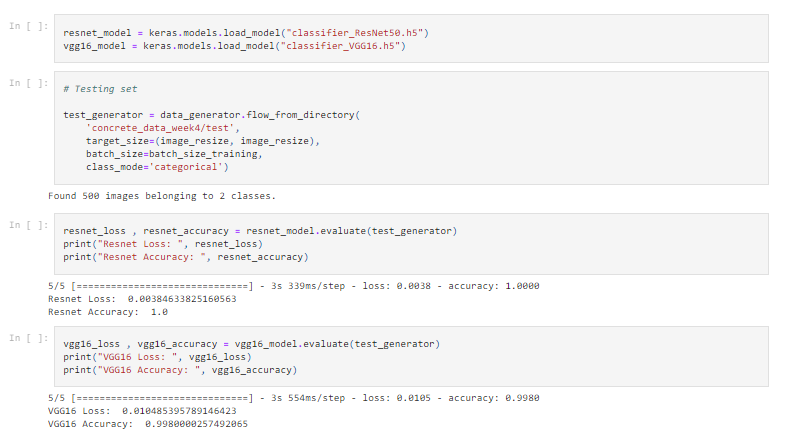 In [ ]:
resnet_model = keras.models.load_model("classifier_ResNet50.h5")
vgg16_model = keras.models.load_model("classifier_VGG16.h5")
In [ ]:
# Testing set
test_generator = data_generator.flow_from_directory(
    'concrete_data_week4/test',
    target_size=(image_resize, image_resize),
    batch_size=batch_size_training,
    class_mode='categorical')
Found 500 images belonging to 2 classes.
In [ ]:
resnet_loss , resnet_accuracy = resnet_model.evaluate(test_generator)
print("Resnet Loss: ", resnet_loss)
print("Resnet Accuracy: ", resnet_accuracy)
5/5 [==============================] - 3s 339ms/step - loss: 0.0038 - accuracy: 1.0000
Resnet Loss:  0.00384633825160563
Resnet Accuracy:  1.0
In [ ]:
vgg16_loss , vgg16_accuracy = vgg16_model.evaluate(test_generator)
print("VGG16 Loss: ", vgg16_loss)
print("VGG16 Accuracy: ", vgg16_accuracy)
5/5 [==============================] - 3s 554ms/step - loss: 0.0105 - accuracy: 0.9980
VGG16 Loss:  0.010485395789146423
VGG16 Accuracy:  0.9980000257492065